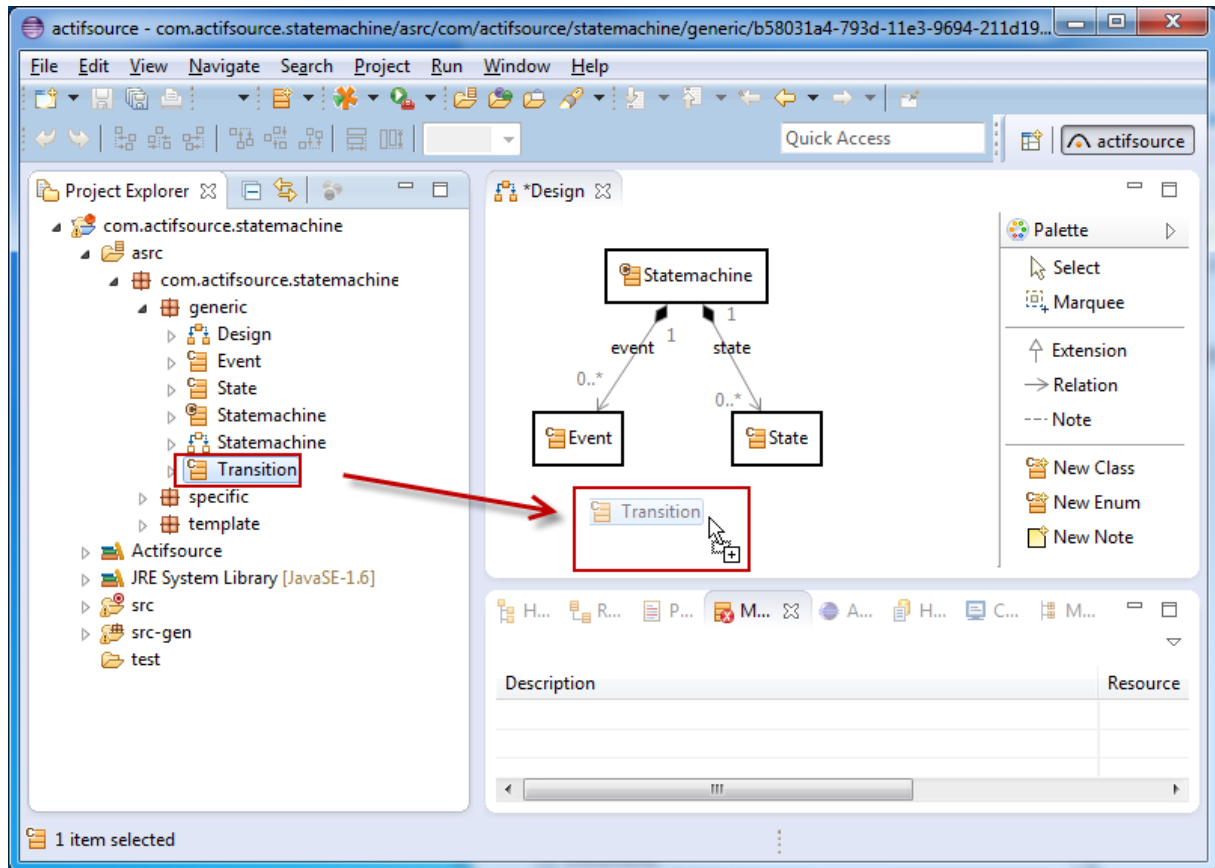 actifsource - com.actifsource.statemachine/asrc/com/actifsource/statemachine/generic/b58031a4-793d-11e3-9694-211d19...
File Edit View Navigate Search Project Run Window Help
Quick Access
actifsource
Project Explorer
com.actifsource.statemachine
asrc
com.actifsource.statemachine
generic
Design
Event
State
Statemachine
Statemachine
Transition
specific
template
Actifsource
JRE System Library [JavaSE-1.6]
src
src-gen
test
*Design
Statemachine
1
1
event
state
0..*
0..*
Event
State
Transition
Palette
Select
Marquee
Extension
Relation
Note
New Class
New Enum
New Note
H... R... P... M... A... H... C... M...
Description Resource
1 item selected